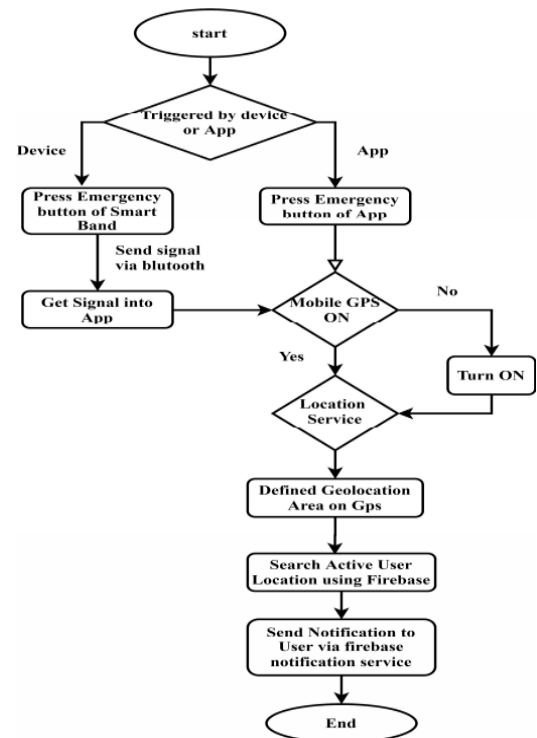 start
Triggered by device
or App
Device
App
Press Emergency
button of Smart
Band
Press Emergency
button of App
Send signal
via blutooth
Get Signal into
App
Mobile GPS
ON
No
Yes
Turn ON
Location
Service
Defined Geolocation
Area on Gps
Search Active User
Location using Firebase
Send Notification to
User via firebase
notification service
End